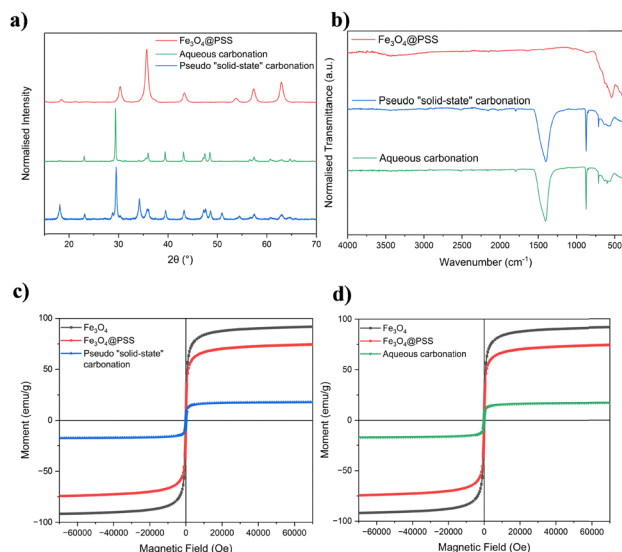 a)
Fe₃O₄@PSS
Aqueous carbonation
Pseudo "solid-state" carbonation
Normalised Intensity
20 30 40 50 60 70
2θ (°)
b)
Fe₃O₄@PSS
Pseudo "solid-state" carbonation
Aqueous carbonation
Normalised Transmittance (a.u.)
4000 3500 3000 2500 2000 1500 1000 500
Wavenumber (cm⁻¹)
c)
Fe₃O₄
Fe₃O₄@PSS
Pseudo "solid-state"
carbonation
Moment (emu/g)
100
50
0
−50
−100
−60000 −40000 −20000 0 20000 40000 60000
Magnetic Field (Oe)
d)
Fe₃O₄
Fe₃O₄@PSS
Aqueous carbonation
Moment (emu/g)
100
50
0
−50
−100
−60000 −40000 −20000 0 20000 40000 60000
Magnetic Field (Oe)